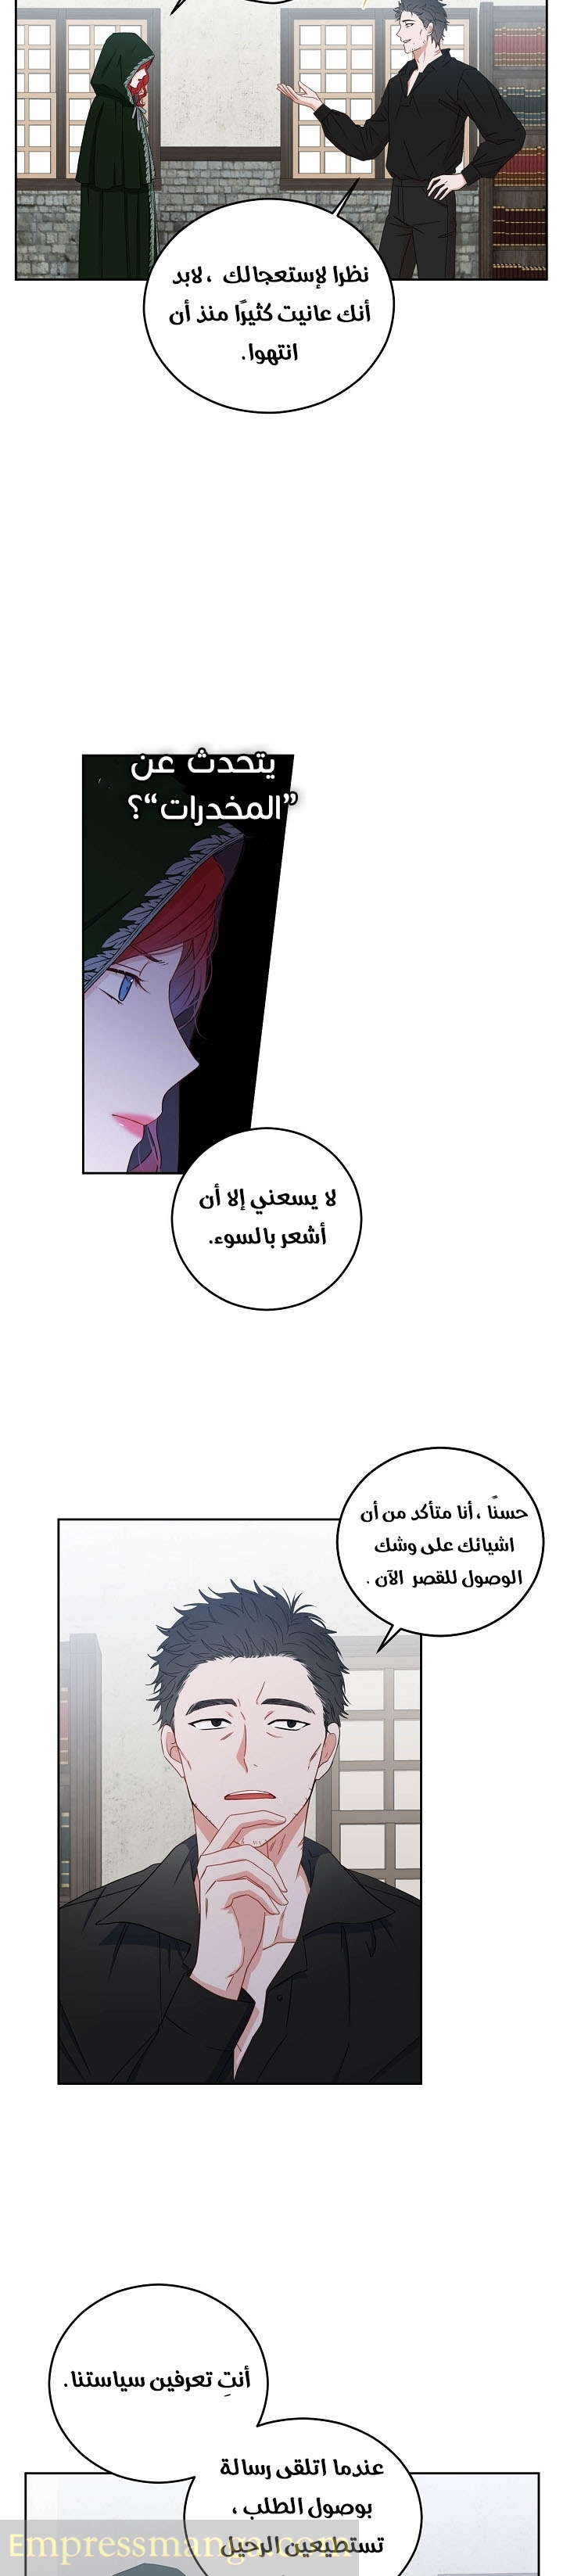 نظرا لإستعجالك ، لابد
أنك عانيت كثيرًا منذ أن
انتهوا.
يتحدث عن
”المخدرات“؟
لا يسعني إلا أن
أشعر بالسوء.
حسنًا ، أنا متأكد من أن
اشيائك على وشك
الوصول للقصر الآن .
أنتِ تعرفين سياستنا.
عندما اتلقى رسالة
بوصول الطلب ،
تستطيعين الرحيل
Empressmanga.com